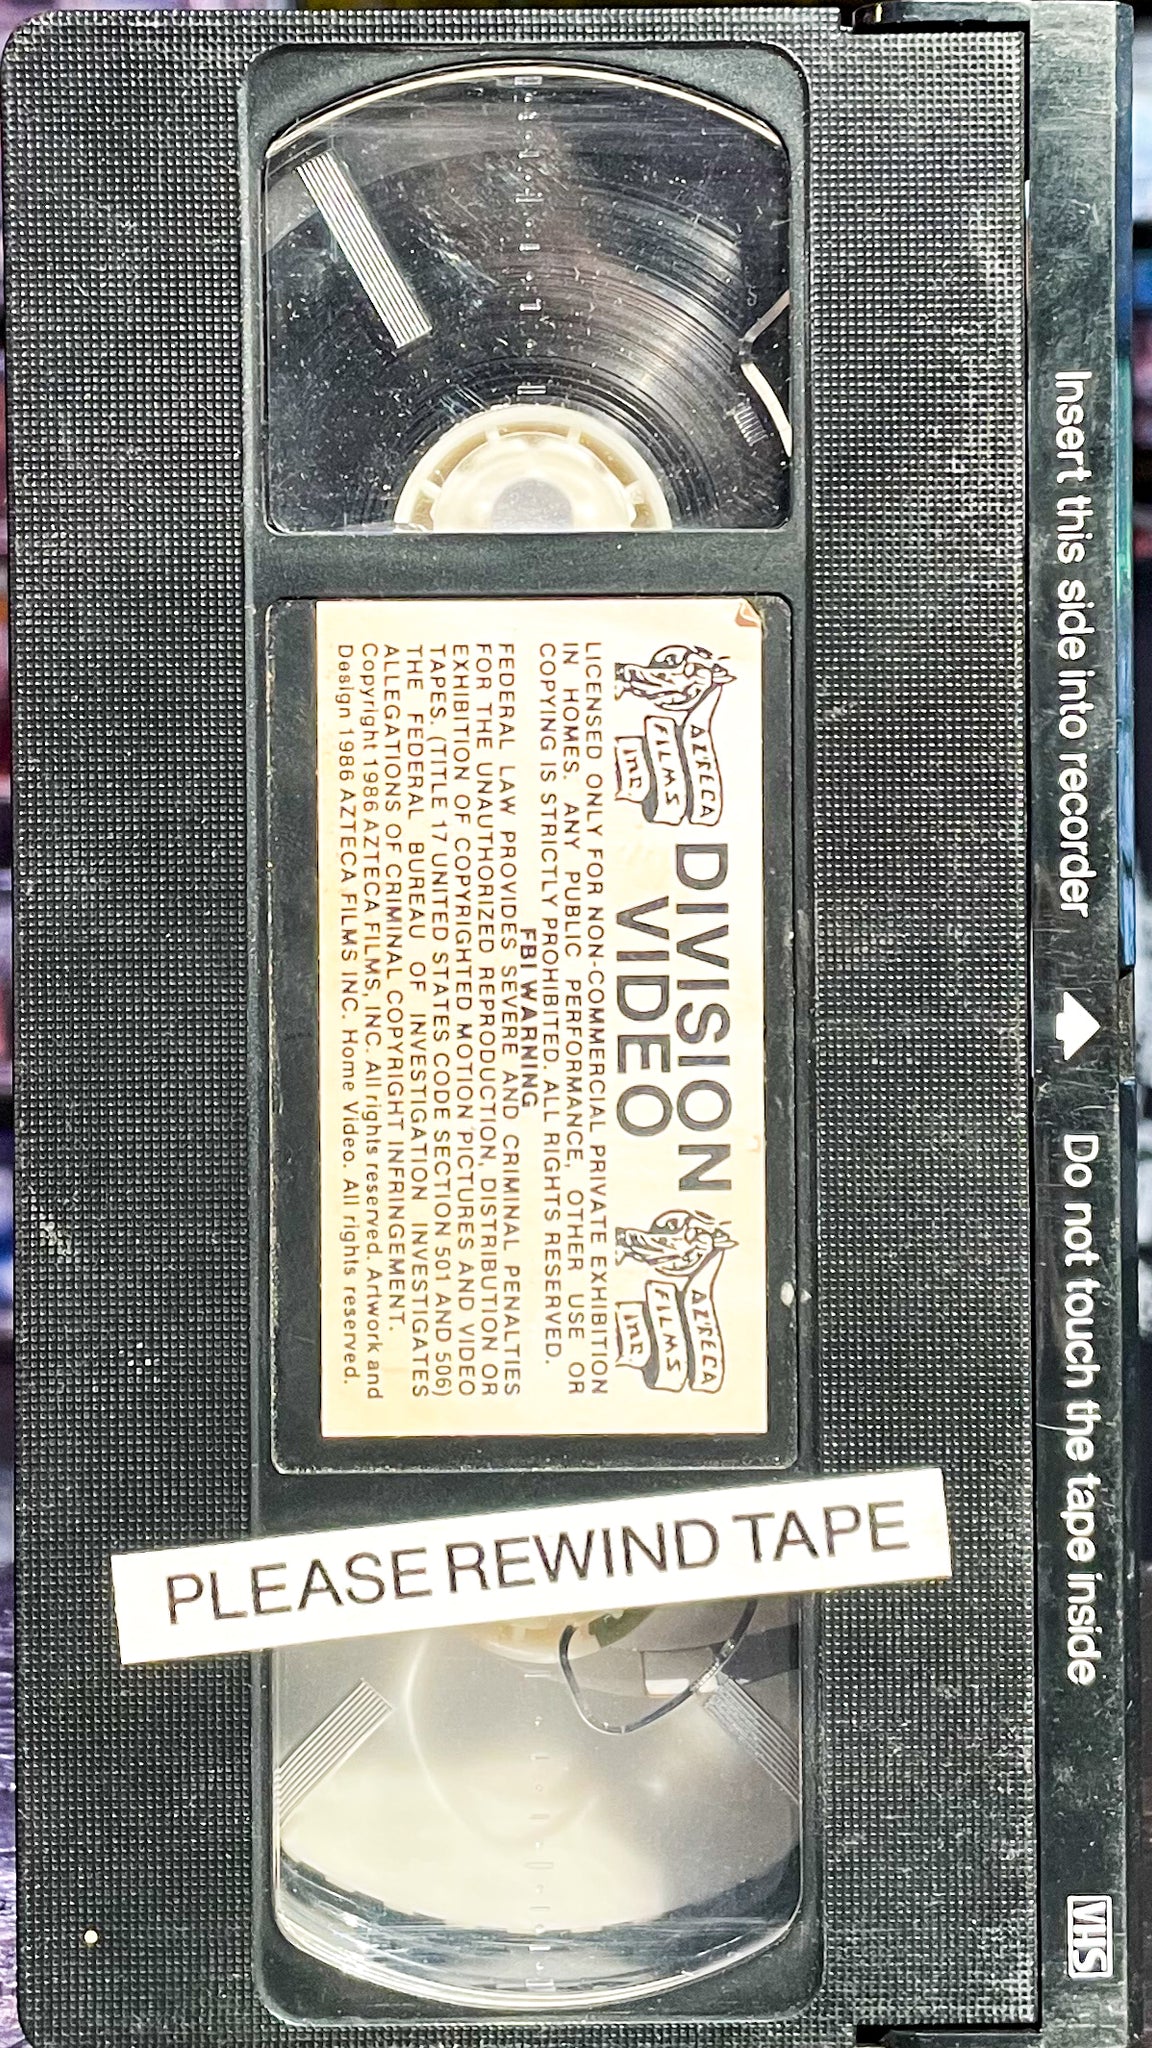 Insert this side into recorder
Do not touch the tape inside
VHS
AZTECA
FILMS
INC.
DIVISION
VIDEO
AZTECA
FILMS
INC.
LICENSED ONLY FOR NON-COMMERCIAL PRIVATE EXHIBITION
IN HOMES. ANY PUBLIC PERFORMANCE, OTHER USE OR
COPYING IS STRICTLY PROHIBITED. ALL RIGHTS RESERVED.
FBI WARNING
FEDERAL LAW PROVIDES SEVERE AND CRIMINAL PENALTIES
FOR THE UNAUTHORIZED REPRODUCTION, DISTRIBUTION OR
EXHIBITION OF COPYRIGHTED MOTION PICTURES AND VIDEO
TAPES. (TITLE 17 UNITED STATES CODE SECTION 501 AND 506)
THE FEDERAL BUREAU OF INVESTIGATION INVESTIGATES
ALLEGATIONS OF CRIMINAL COPYRIGHT INFRINGEMENT.
Copyright 1986 AZTECA FILMS, INC. All rights reserved. Artwork and
Design 1986 AZTECA FILMS INC. Home Video. All rights reserved.
PLEASE REWIND TAPE